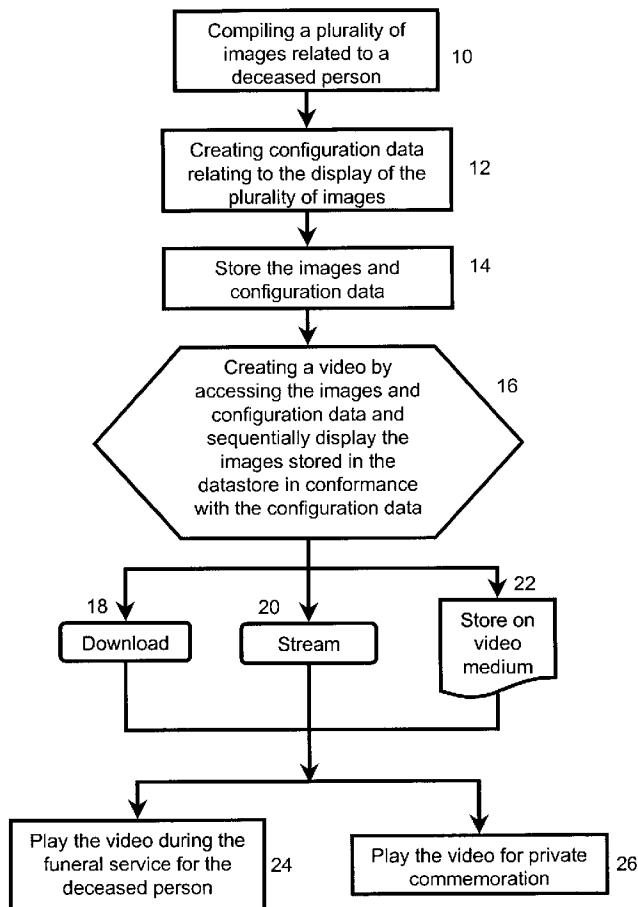 Compiling a plurality of
images related to a
deceased person
10
Creating configuration data
relating to the display of the
plurality of images
12
Store the images and
configuration data
14
Creating a video by
accessing the images and
configuration data and
sequentially display the
images stored in the
datastore in conformance
with the configuration data
16
18
Download
20
Stream
22
Store on
video
medium
Play the video during the
funeral service for the
deceased person
24
Play the video for private
commemoration
26